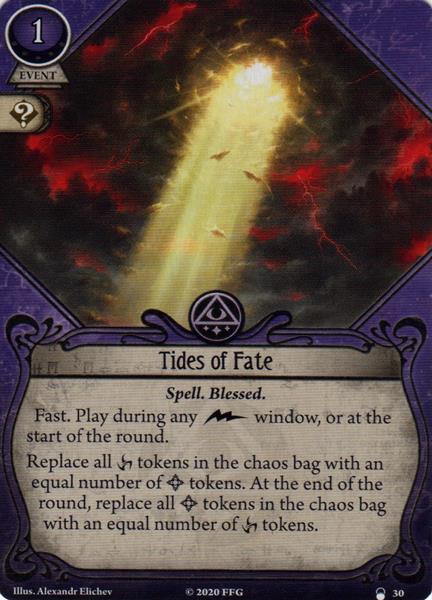 1
EVENT
?
Tides of Fate
Spell. Blessed.
Fast. Play during any window, or at the
start of the round.
Replace all tokens in the chaos bag with an
equal number of tokens. At the end of the
round, replace all tokens in the chaos bag
with an equal number of tokens.
Illus. Alexandr Elichev © 2020 FFG 30